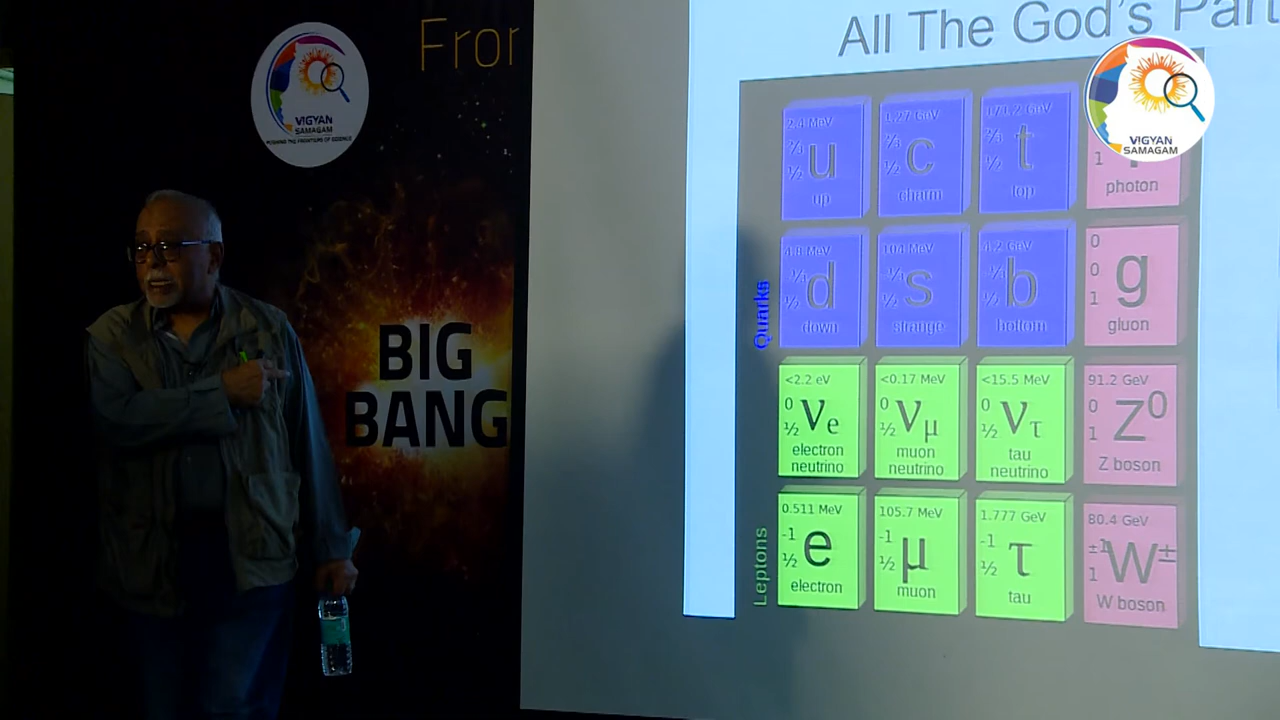 From
VIGYAN
SAMAGAM
BIG
BANG
All The God's Part
VIGYAN
SAMAGAM
2.4 MeV
⅔
½
u
up
1.27 GeV
⅔
½
c
charm
171.2 GeV
⅔
½
t
top
1
photon
4.8 MeV
-⅓
½
d
down
104 MeV
-⅓
½
s
strange
4.2 GeV
-⅓
½
b
bottom
0
0
1
g
gluon
Quarks
<2.2 eV
0
½
νe
electron
neutrino
<0.17 MeV
0
½
νμ
muon
neutrino
<15.5 MeV
0
½
ντ
tau
neutrino
91.2 GeV
0
1
Z⁰
Z boson
Leptons
0.511 MeV
-1
½
e
electron
105.7 MeV
-1
½
μ
muon
1.777 GeV
-1
½
τ
tau
80.4 GeV
±1
1
W±
W boson